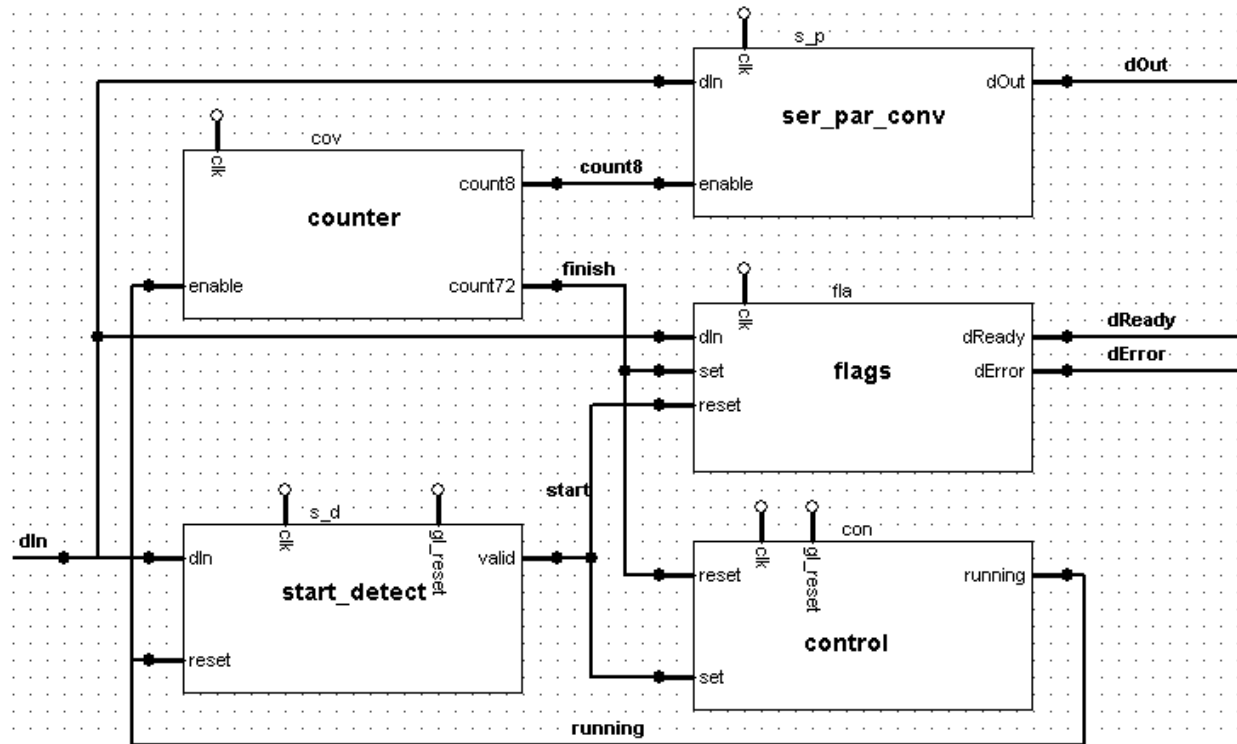 s_p
clk
dIn
dOut
dOut
ser_par_conv
enable
cov
clk
count8
count8
counter
enable
count72
finish
fla
clk
dIn
dReady
dReady
set
flags
dError
dError
reset
start
s_d
clk
gl_reset
dIn
dIn
valid
start_detect
reset
con
clk
gl_reset
reset
running
control
set
running